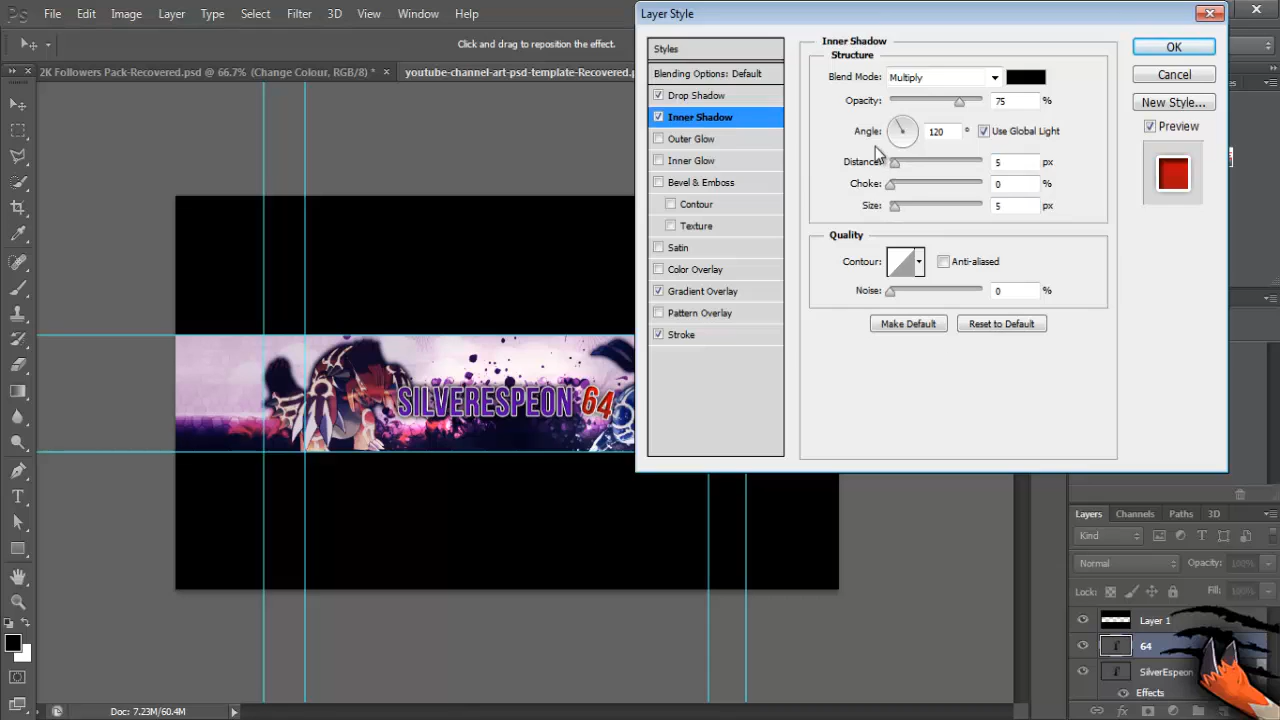 Ps File Edit Image Layer Type Select Filter 3D View Window Help
Click and drag to reposition the effect.
2K Followers Pack-Recovered.psd @ 66.7% (Change Colour, RGB/8) * × youtube-channel-art-psd-template-Recovered.p
Layer Style
Styles
Blending Options: Default
Drop Shadow
Inner Shadow
Outer Glow
Inner Glow
Bevel & Emboss
Contour
Texture
Satin
Color Overlay
Gradient Overlay
Pattern Overlay
Stroke
Inner Shadow
Structure
Blend Mode: Multiply
Opacity: 75 %
Angle: 120 ° Use Global Light
Distance: 5 px
Choke: 0 %
Size: 5 px
Quality
Contour: Anti-aliased
Noise: 0 %
Make Default Reset to Default
OK
Cancel
New Style...
Preview
SILVERESPEON 64
Layers Channels Paths 3D
Kind
Normal Opacity: 100%
Lock: Fill: 100%
Layer 1
64
SilverEspeon
Effects
Doc: 7.23M/60.4M